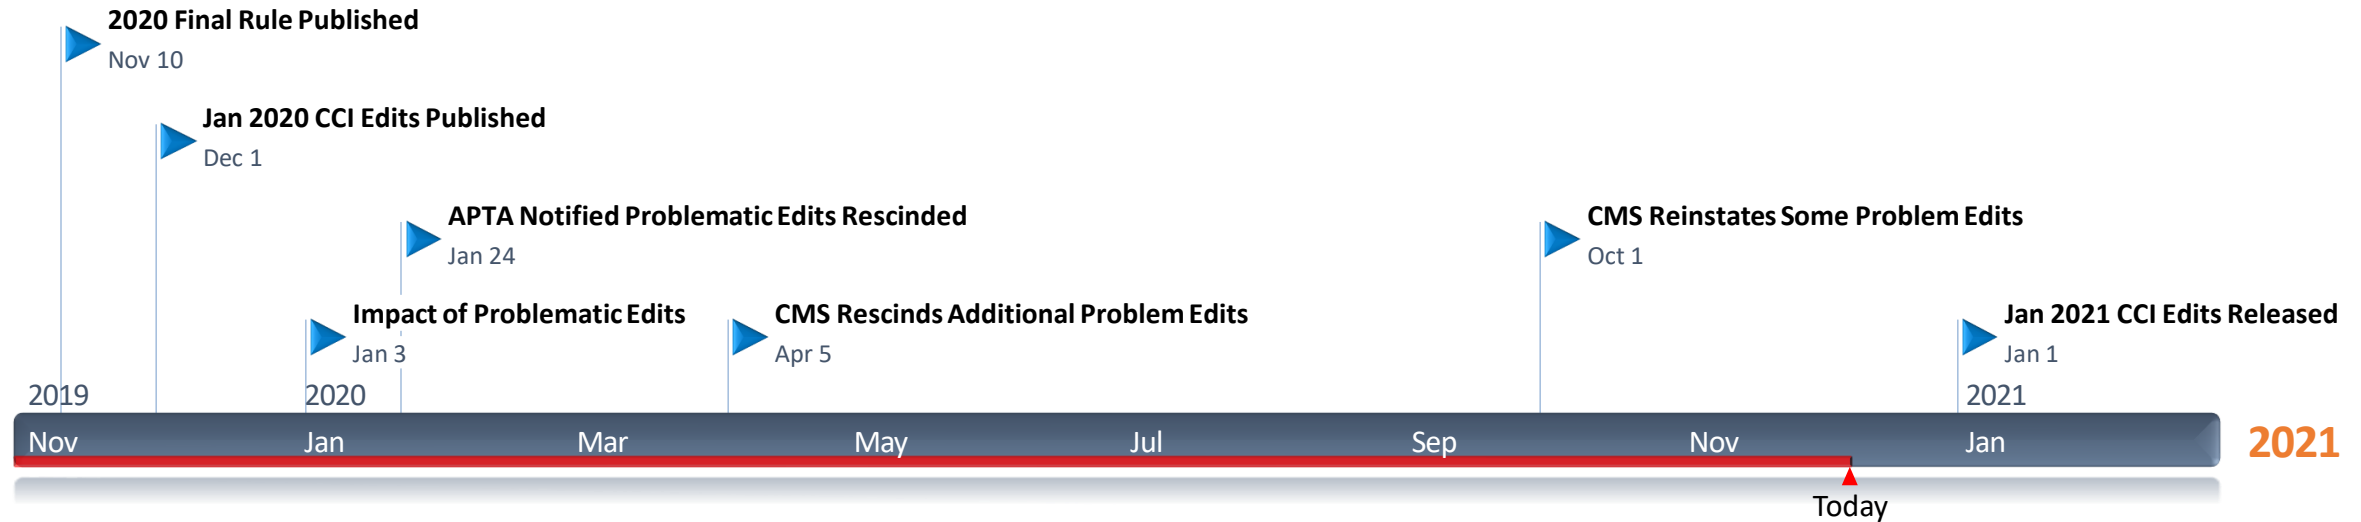 2020 Final Rule Published
Nov 10
Jan 2020 CCI Edits Published
Dec 1
APTA Notified Problematic Edits Rescinded
Jan 24
CMS Reinstates Some Problem Edits
Oct 1
Impact of Problematic Edits
Jan 3
CMS Rescinds Additional Problem Edits
Apr 5
Jan 2021 CCI Edits Released
Jan 1
2019 2020 2021
Nov Jan Mar May Jul Sep Nov Jan 2021
Today